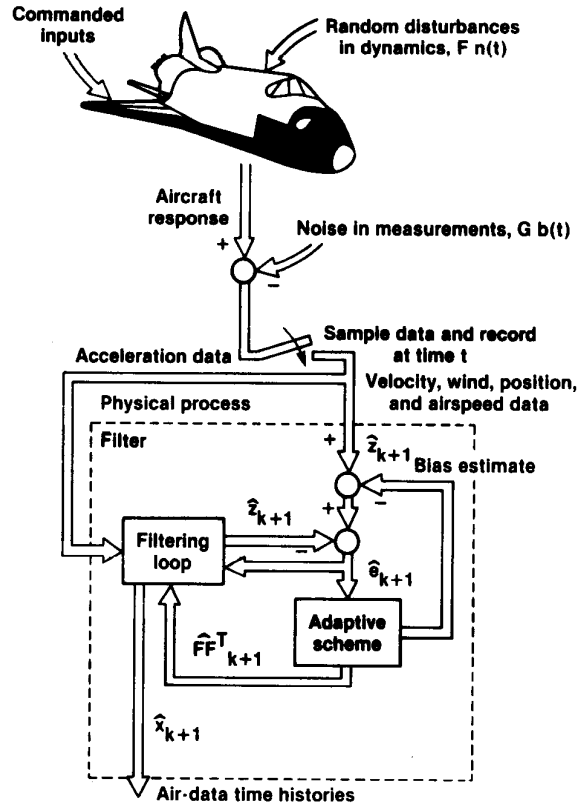 Commanded
inputs
Random disturbances
in dynamics, F n(t)
Aircraft
response
+
Noise in measurements, G b(t)
−
Sample data and record
at time t
Acceleration data
Velocity, wind, position,
and airspeed data
Physical process
Filter
+
ẑk+1
Bias estimate
−
+
ẑk+1
−
Filtering
loop
êk+1
Adaptive
scheme
F̂F̂ᵀk+1
x̂k+1
Air-data time histories